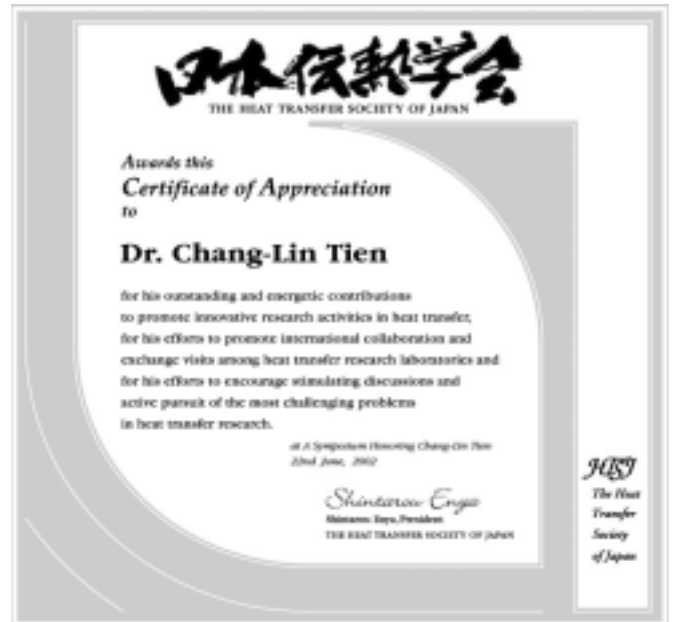 日本伝熱学会
THE HEAT TRANSFER SOCIETY OF JAPAN
Awards this
Certificate of Appreciation
to
Dr. Chang-Lin Tien
for his outstanding and energetic contributions
to promote innovative research activities in heat transfer,
for his efforts to promote international collaboration and
exchange visits among heat transfer research laboratories and
for his efforts to encourage stimulating discussions and
active pursuit of the most challenging problems
in heat transfer research.
at A Symposium Honoring Chang-Lin Tien
22nd June, 2002
Shintarou Enya
Shintarou Enya, President
THE HEAT TRANSFER SOCIETY OF JAPAN
HTSJ
The Heat
Transfer
Society
of Japan